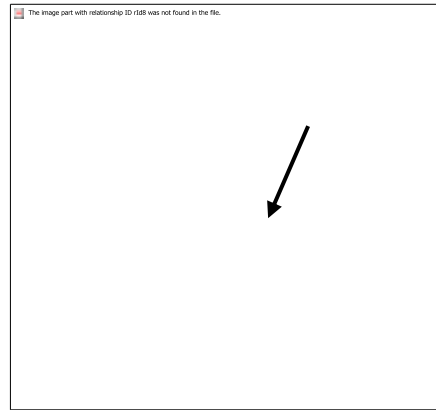 The image part with relationship ID rId8 was not found in the file.